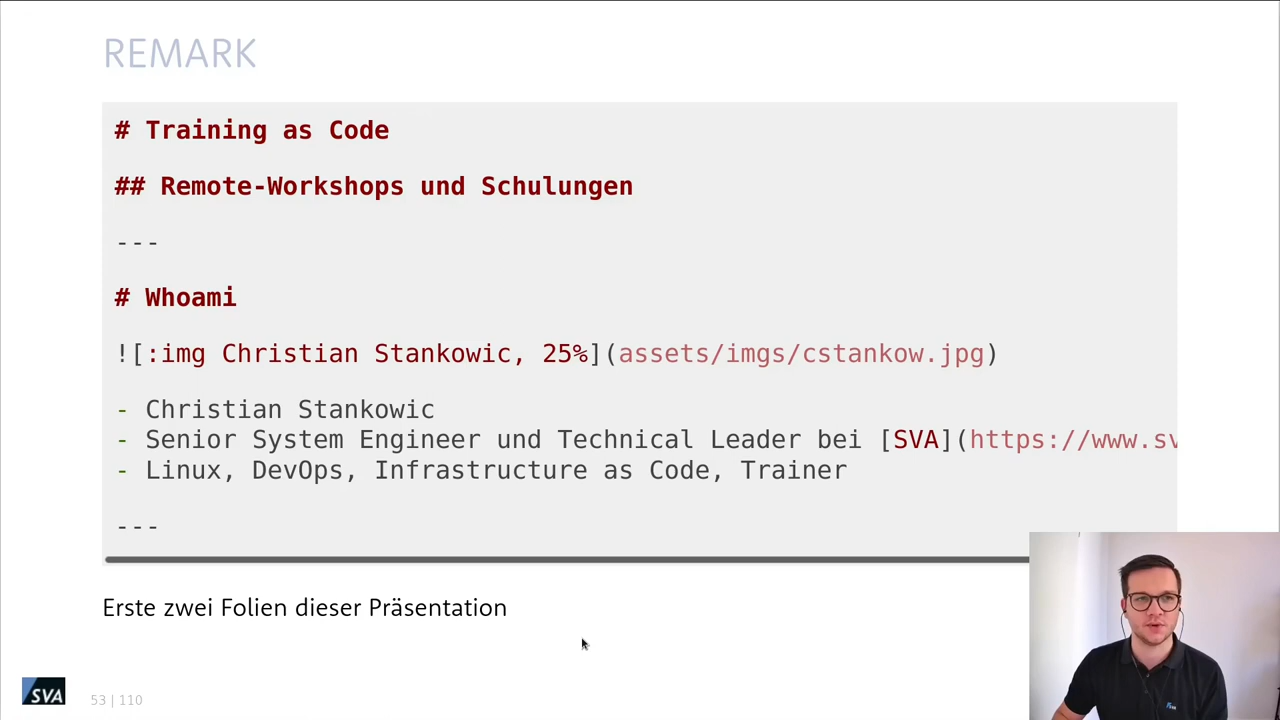 REMARK
# Training as Code
## Remote-Workshops und Schulungen
---
# Whoami
![:img Christian Stankowic, 25%](assets/imgs/cstankow.jpg)
- Christian Stankowic
- Senior System Engineer und Technical Leader bei [SVA](https://www.sv
- Linux, DevOps, Infrastructure as Code, Trainer
---
Erste zwei Folien dieser Präsentation
SVA
53 | 110